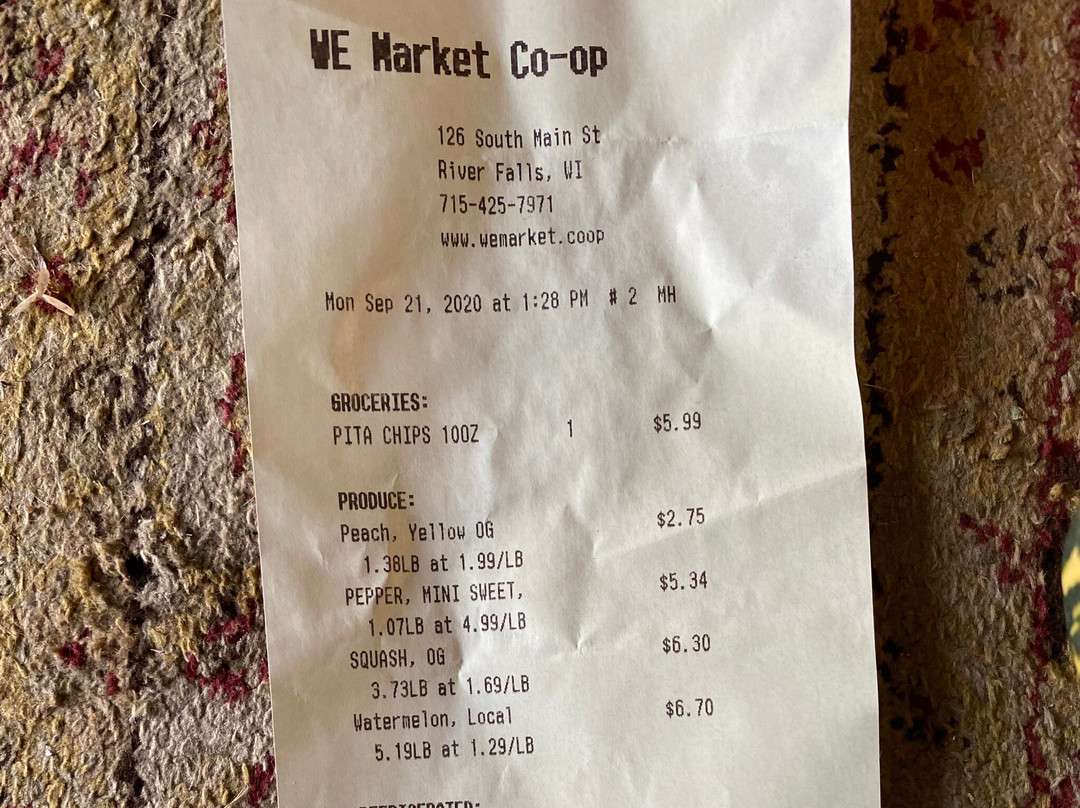 WE Market Co-op
126 South Main St
River Falls, WI
715-425-7971
www.wemarket.coop
Mon Sep 21, 2020 at 1:28 PM # 2 MH
GROCERIES:
PITA CHIPS 10OZ 1 $5.99
PRODUCE:
Peach, Yellow OG $2.75
1.38LB at 1.99/LB
PEPPER, MINI SWEET, $5.34
1.07LB at 4.99/LB
SQUASH, OG $6.30
3.73LB at 1.69/LB
Watermelon, Local $6.70
5.19LB at 1.29/LB
REFRIGERATED: